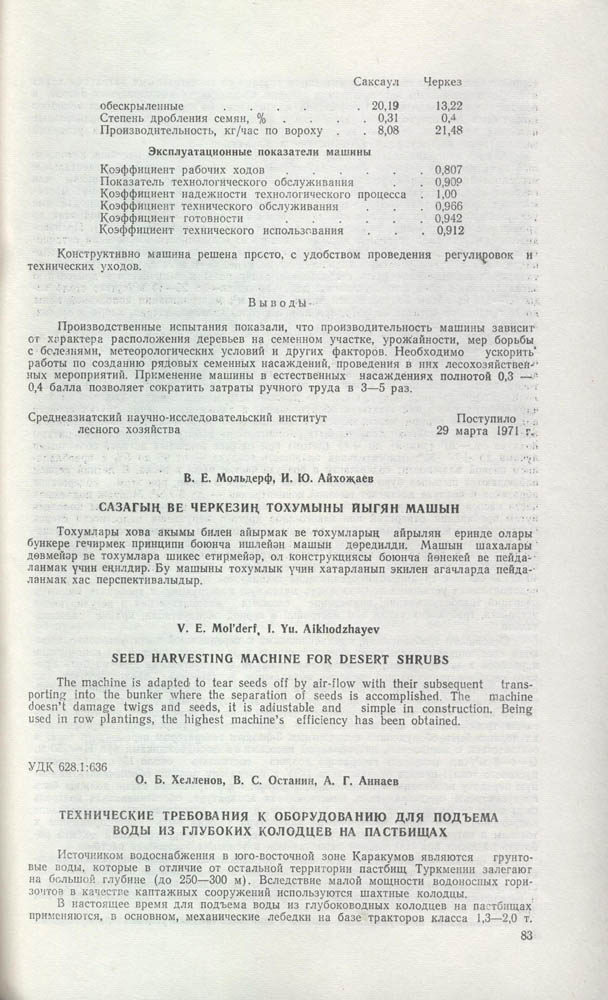 Саксаул Черкез
обескрыленные . . . . . 20,19 13,22
Степень дробления семян, % . . . . 0,31 0,4
Производительность, кг/час по вороху . . 8,08 21,48
Эксплуатационные показатели машины
Коэффициент рабочих ходов . . . . . . 0,807
Показатель технологического обслуживания . . 0,909
Коэффициент надежности технологического процесса . 1,00
Коэффициент технического обслуживания . . . 0,966
Коэффициент готовности . . . . . . 0,942
Коэффициент технического использования . . . 0,912
Конструктивно машина решена просто, с удобством проведения регулировок и
технических уходов.
Выводы
Производственные испытания показали, что производительность машины зависит
от характера расположения деревьев на семенном участке, урожайности, мер борьбы
с болезнями, метеорологических условий и других факторов. Необходимо ускорить
работы по созданию рядовых семенных насаждений, проведения в них лесохозяйствен-
ных мероприятий. Применение машины в естественных насаждениях полнотой 0,3 —
0,4 балла позволяет сократить затраты ручного труда в 3—5 раз.
Среднеазиатский научно-исследовательский институт Поступило
лесного хозяйства 29 марта 1971 г.
В. Е. Мольдерф, И. Ю. Айхоҗаев
САЗАГЫҢ ВЕ ЧЕРКЕЗИҢ ТОХУМЫНЫ ЙЫГЯН МАШЫН
Тохумлары хова акымы билен айырмак ве тохумларың айрылян еринде олары
бункере гечирмек принципи боюнча ишлейән машын дөредилди. Машын шахалары
дөвмейәр ве тохумлара шикес етирмейәр, ол конструкциясы боюнча йөнекей ве пейда-
ланмак үчин еңилдир. Бу машыны тохумлык үчин хатарланып экилен агачларда пейда-
ланмак хас перспективалыдыр.
V. E. Mol'derf, I. Yu. Aikhodzhayev
SEED HARVESTING MACHINE FOR DESERT SHRUBS
The machine is adapted to tear seeds off by air-flow with their subsequent trans-
porting into the bunker where the separation of seeds is accomplished. The machine
doesn't damage twigs and seeds, it is adiustable and simple in construction. Being
used in row plantings, the highest machine's efficiency has been obtained.
УДК 628.1:636
О. Б. Хелленов, В. С. Останин, А. Г. Аннаев
ТЕХНИЧЕСКИЕ ТРЕБОВАНИЯ К ОБОРУДОВАНИЮ ДЛЯ ПОДЪЕМА
ВОДЫ ИЗ ГЛУБОКИХ КОЛОДЦЕВ НА ПАСТБИЩАХ
Источником водоснабжения в юго-восточной зоне Каракумов являются грунто-
вые воды, которые в отличие от остальной территории пастбищ Туркмении залегают
на большой глубине (до 250—300 м). Вследствие малой мощности водоносных гори-
зонтов в качестве каптажных сооружений используются шахтные колодцы.
В настоящее время для подъема воды из глубоководных колодцев на пастбищах
применяются, в основном, механические лебедки на базе тракторов класса 1,3—2,0 т.
83